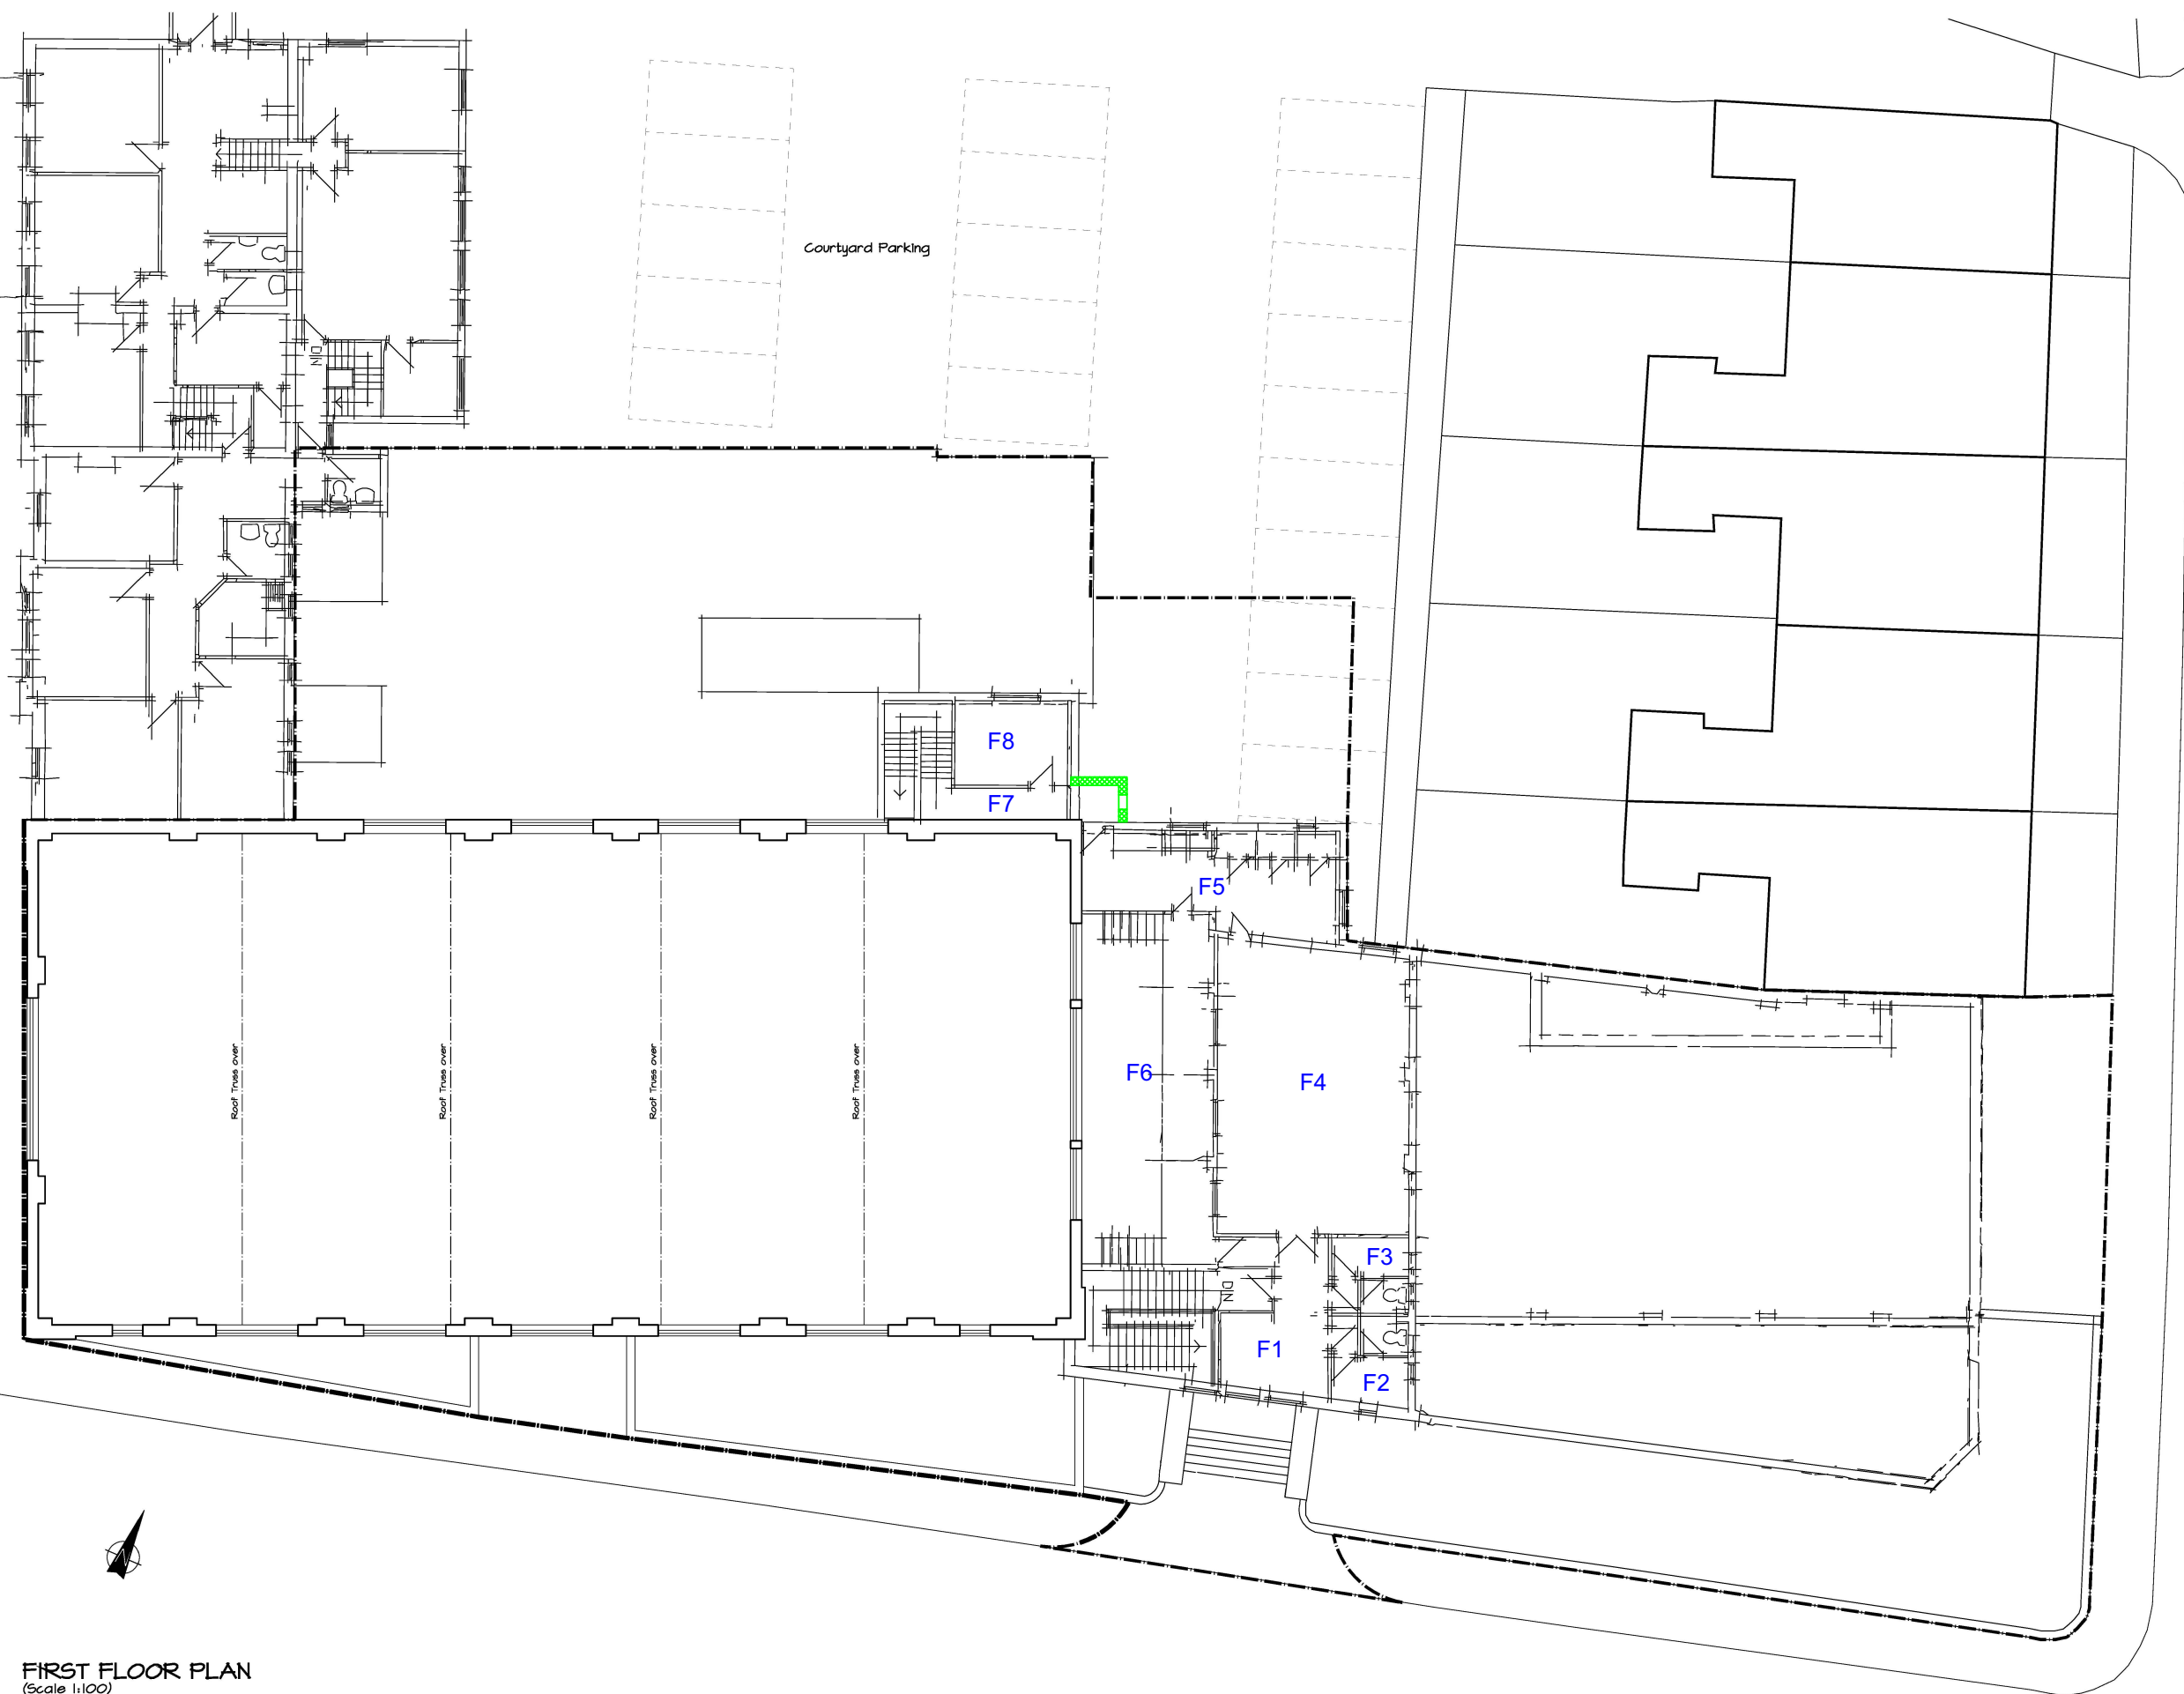 Courtyard Parking
DN
F8
F7
F5
Roof Truss over
Roof Truss over
Roof Truss over
Roof Truss over
F6
F4
F3
DN
F1
F2
N
FIRST FLOOR PLAN
(Scale 1:100)